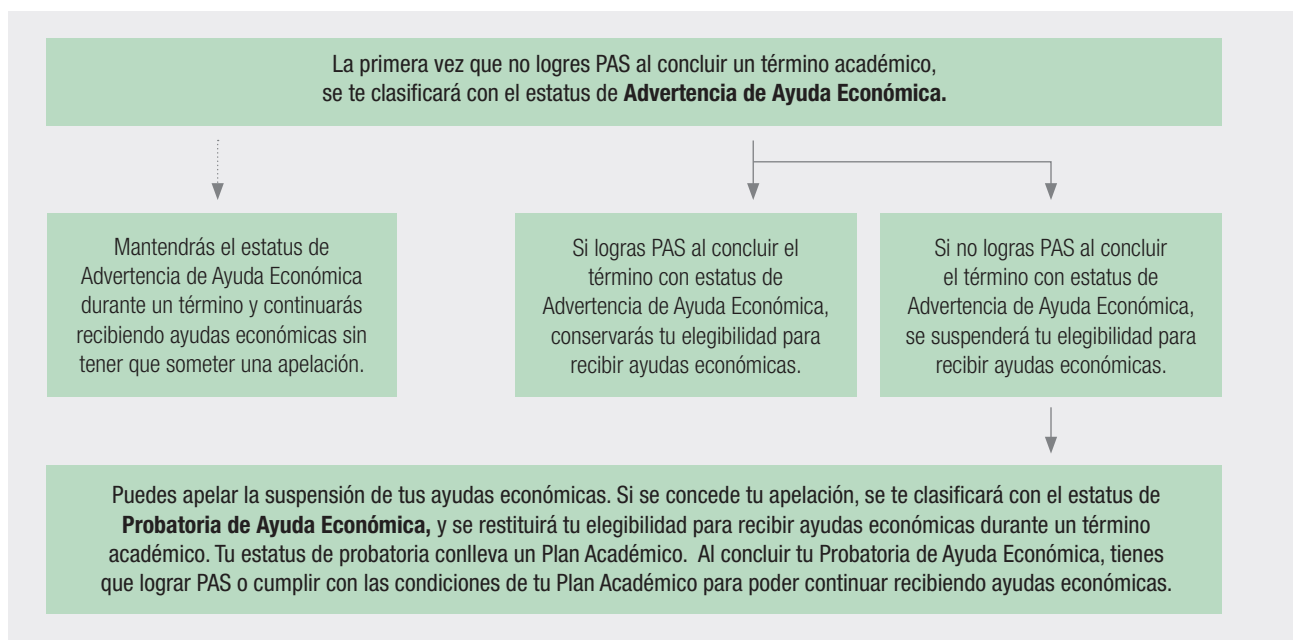 La primera vez que no logres PAS al concluir un término académico,
se te clasificará con el estatus de Advertencia de Ayuda Económica.
Mantendrás el estatus de
Advertencia de Ayuda Económica
durante un término y continuarás
recibiendo ayudas económicas sin
tener que someter una apelación.
Si logras PAS al concluir el
término con estatus de
Advertencia de Ayuda Económica,
conservarás tu elegibilidad para
recibir ayudas económicas.
Si no logras PAS al concluir
el término con estatus de
Advertencia de Ayuda Económica,
se suspenderá tu elegibilidad para
recibir ayudas económicas.
Puedes apelar la suspensión de tus ayudas económicas. Si se concede tu apelación, se te clasificará con el estatus de
Probatoria de Ayuda Económica, y se restituirá tu elegibilidad para recibir ayudas económicas durante un término
académico. Tu estatus de probatoria conlleva un Plan Académico. Al concluir tu Probatoria de Ayuda Económica, tienes
que lograr PAS o cumplir con las condiciones de tu Plan Académico para poder continuar recibiendo ayudas económicas.